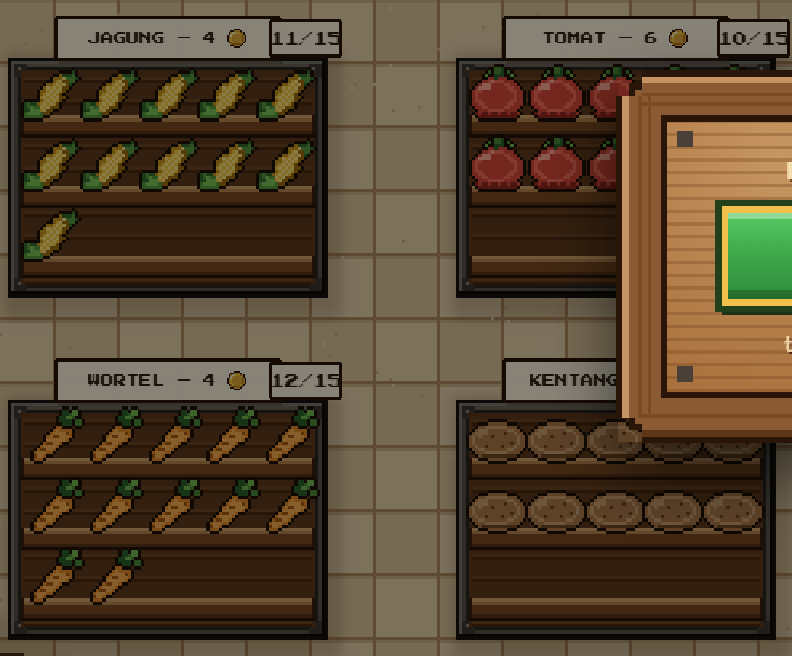 JAGUNG - 4
11/15
TOMAT - 6
10/15
WORTEL - 4
12/15
KENTANG